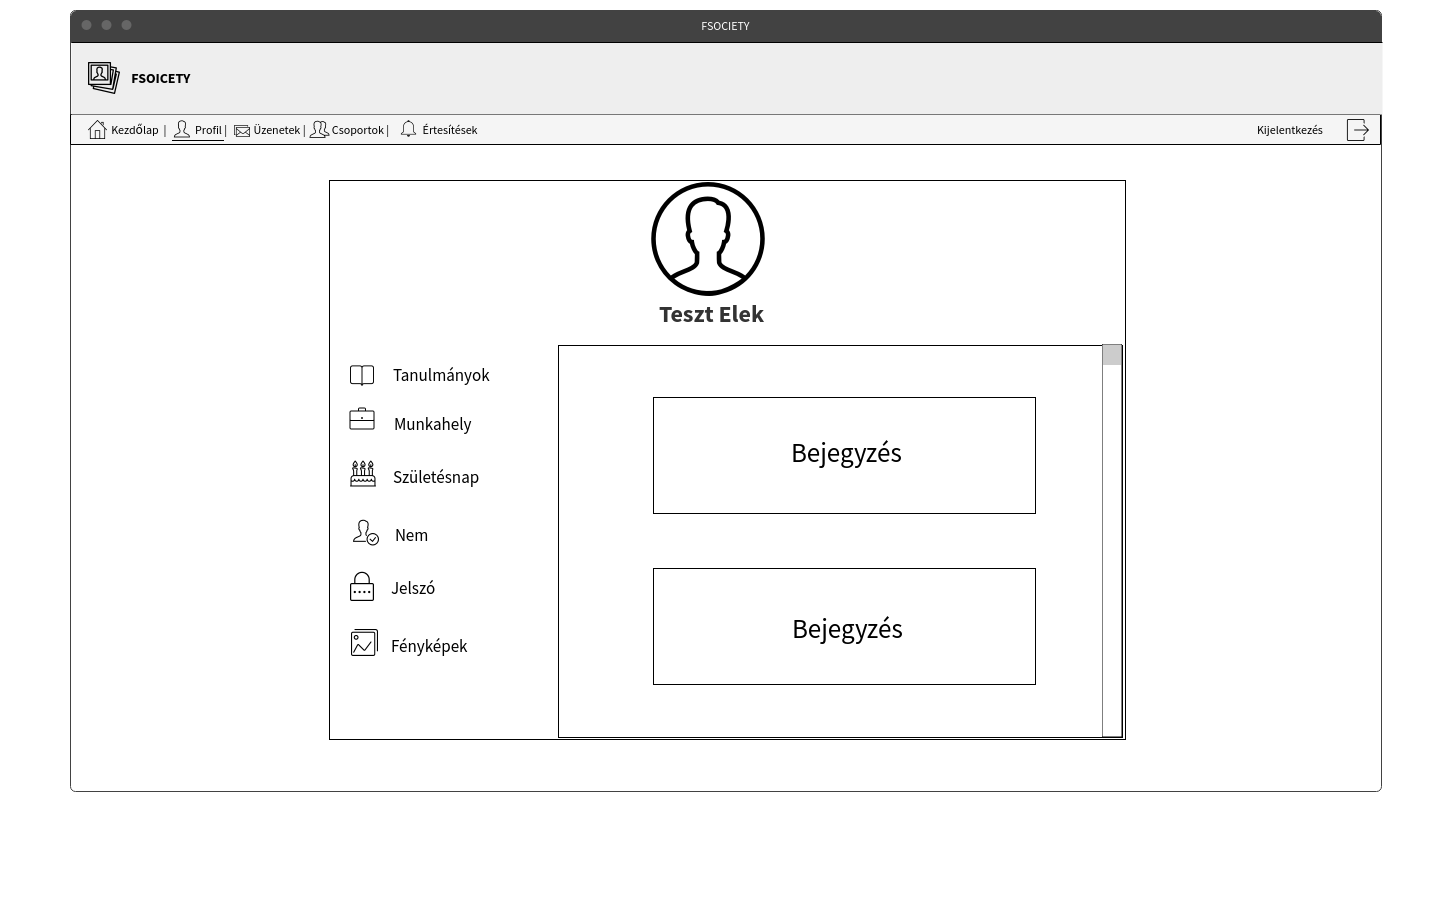 FSOCIETY
FSOICETY
Kezdőlap | Profil | Üzenetek | Csoportok | Értesítések Kijelentkezés
Teszt Elek
Tanulmányok
Munkahely
Születésnap
Nem
Jelszó
Fényképek
Bejegyzés
Bejegyzés